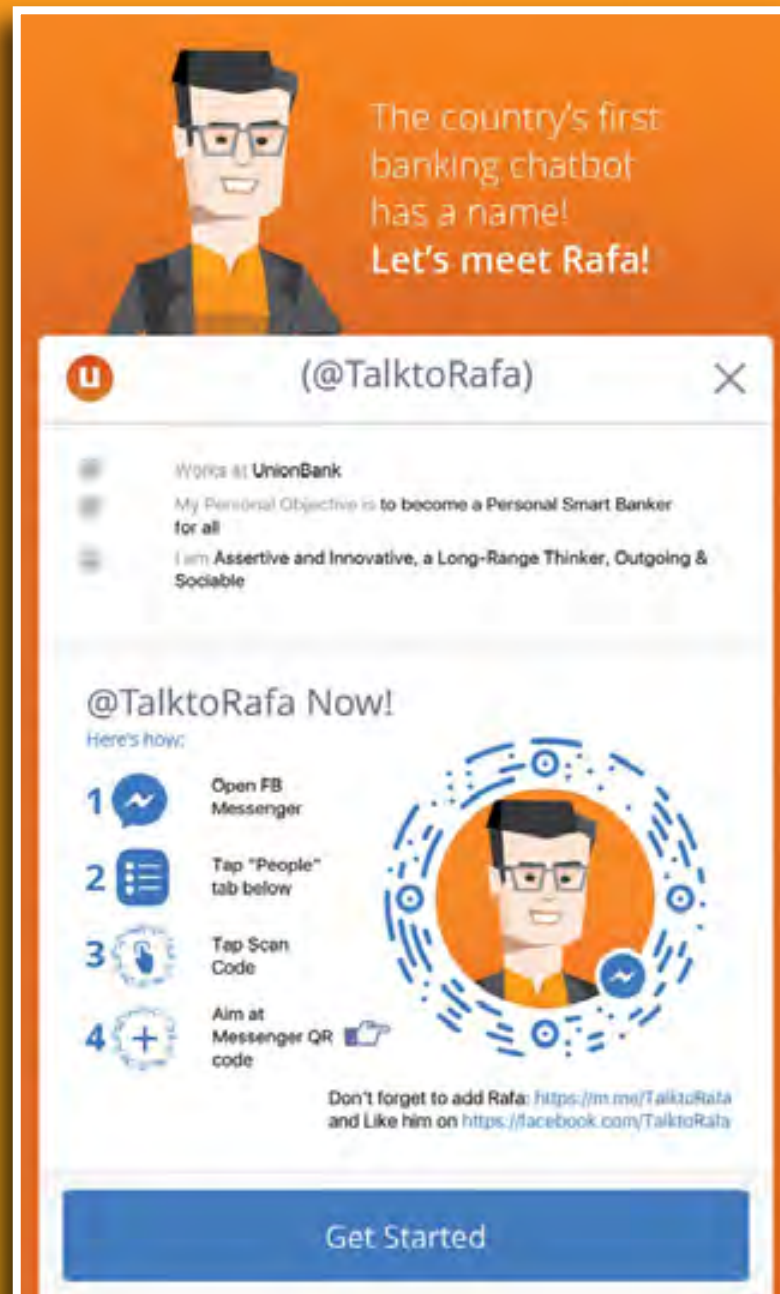 The country's first
banking chatbot
has a name!
Let's meet Rafa!
u
(@TalktoRafa)
Works at UnionBank
My Personal Objective is to become a Personal Smart Banker
for all
I am Assertive and Innovative, a Long-Range Thinker, Outgoing &
Sociable
@TalktoRafa Now!
Here's how:
1
Open FB
Messenger
2
Tap "People"
tab below
3
Tap Scan
Code
4
Aim at
Messenger QR
code
Don't forget to add Rafa: https://m.me/TalktoRafa
and Like him on https://facebook.com/TalktoRafa
Get Started